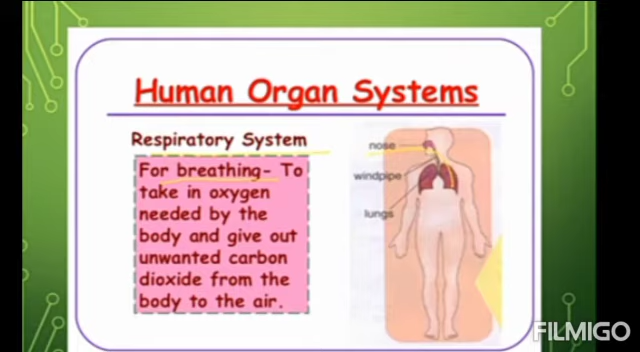 Human Organ Systems
Respiratory System
For breathing- To
take in oxygen
needed by the
body and give out
unwanted carbon
dioxide from the
body to the air.
nose
windpipe
lungs
FILMIGO